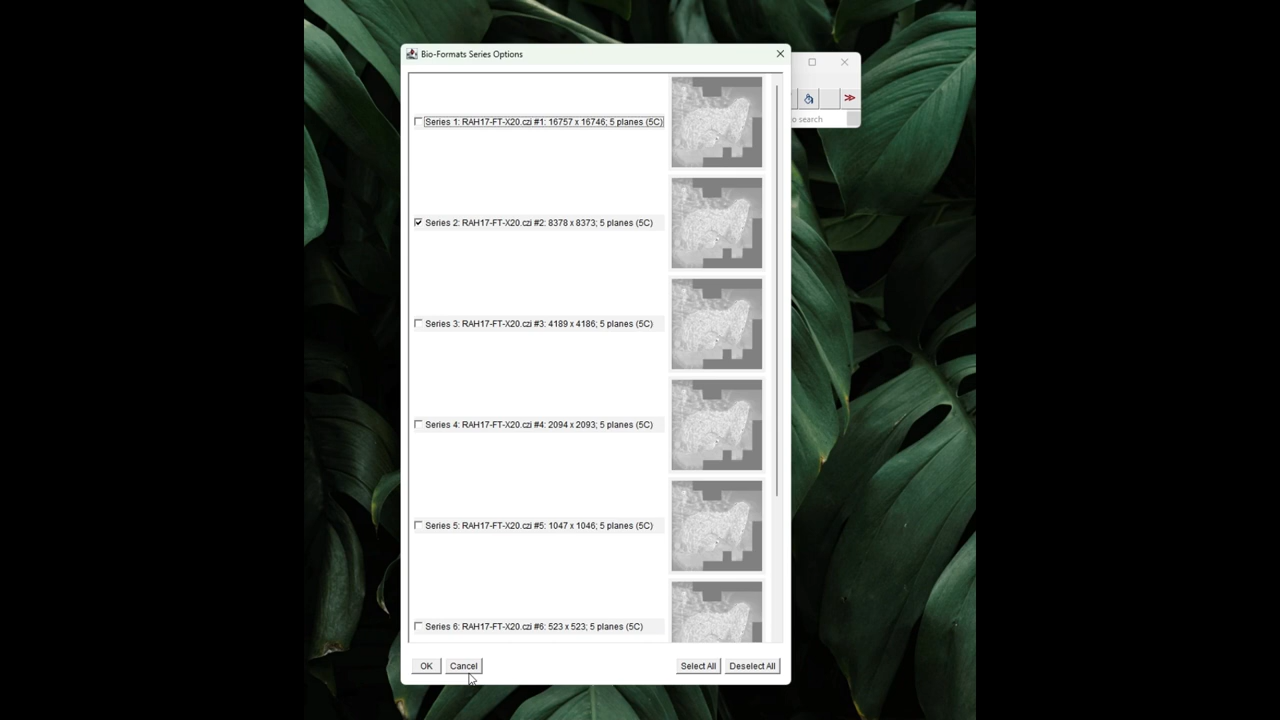 Bio-Formats Series Options
Series 1: RAH17-FT-X20.czi #1: 16757 x 16746; 5 planes (5C)
Series 2: RAH17-FT-X20.czi #2: 8378 x 8373; 5 planes (5C)
Series 3: RAH17-FT-X20.czi #3: 4189 x 4186; 5 planes (5C)
Series 4: RAH17-FT-X20.czi #4: 2094 x 2093; 5 planes (5C)
Series 5: RAH17-FT-X20.czi #5: 1047 x 1046; 5 planes (5C)
Series 6: RAH17-FT-X20.czi #6: 523 x 523; 5 planes (5C)
OK Cancel Select All Deselect All
o search